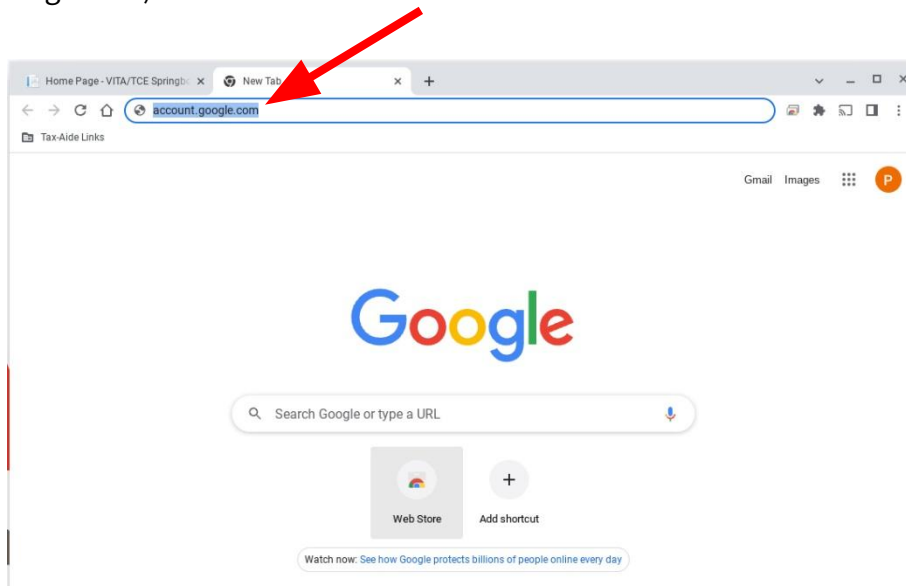 Home Page - VITA/TCE Springb
New Tab
account.google.com
Tax-Aide Links
Gmail Images
P
Google
Search Google or type a URL
Web Store Add shortcut
Watch now: See how Google protects billions of people online every day